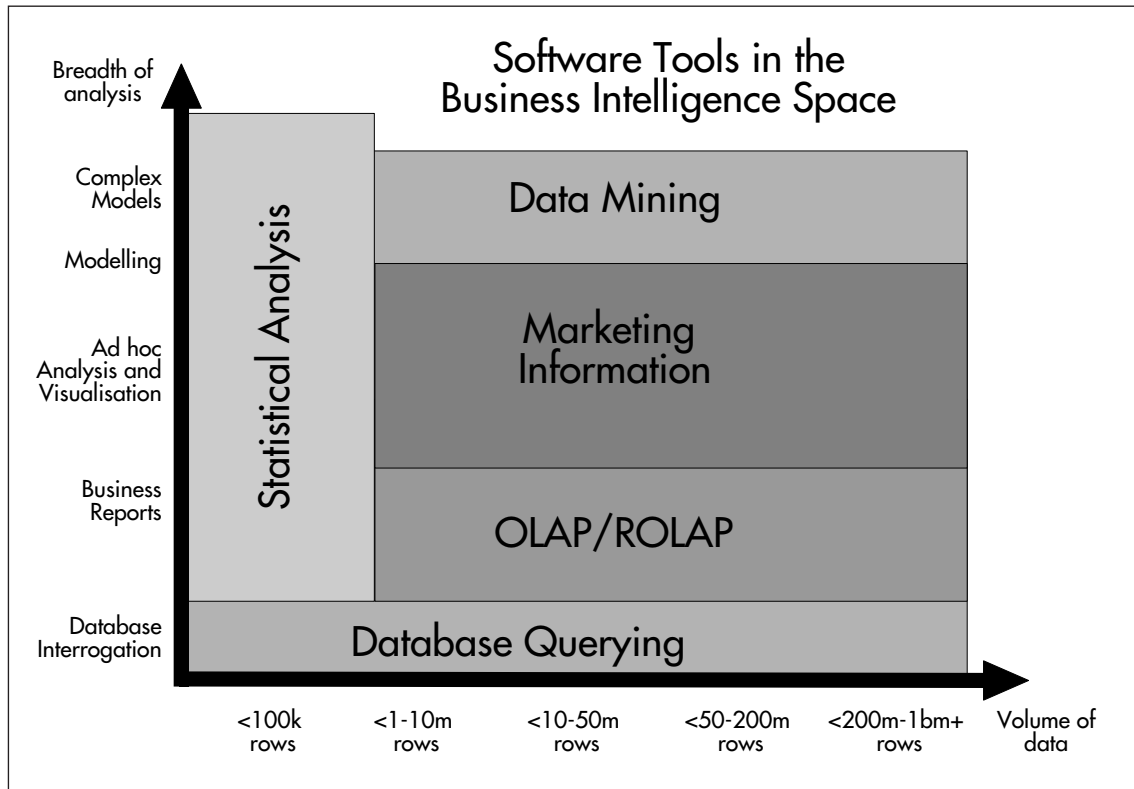 Software Tools in the
Business Intelligence Space
Breadth of
analysis
Complex
Models
Modelling
Ad hoc
Analysis and
Visualisation
Business
Reports
Database
Interrogation
Statistical Analysis
Data Mining
Marketing
Information
OLAP/ROLAP
Database Querying
<100k
rows
<1-10m
rows
<10-50m
rows
<50-200m
rows
<200m-1bm+
rows
Volume of
data